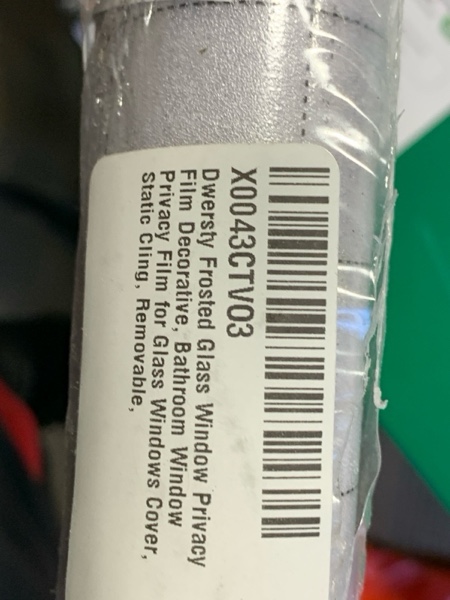 X0043CTVO3
Dwersty Frosted Glass Window Privacy
Film Decorative, Bathroom Window
Privacy Film for Glass Windows Cover,
Static Cling, Removable,